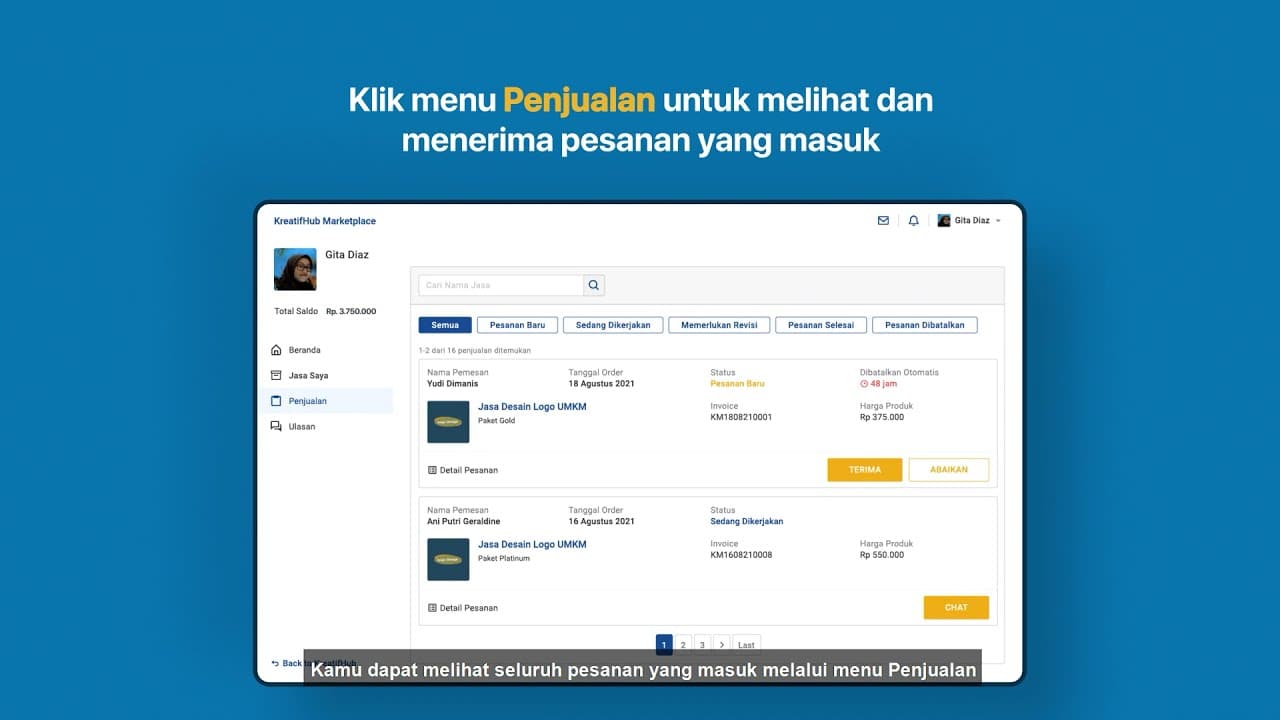 Klik menu Penjualan untuk melihat dan
menerima pesanan yang masuk
KreatifHub Marketplace
Gita Diaz
Gita Diaz
Total Saldo Rp. 3.750.000
Beranda
Jasa Saya
Penjualan
Ulasan
Cari Nama Jasa
Semua Pesanan Baru Sedang Dikerjakan Memerlukan Revisi Pesanan Selesai Pesanan Dibatalkan
1-2 dari 16 penjualan ditemukan
Nama Pemesan Tanggal Order Status Dibatalkan Otomatis
Yudi Dimanis 18 Agustus 2021 Pesanan Baru 48 jam
Jasa Desain Logo UMKM Invoice Harga Produk
Paket Gold KM1808210001 Rp 375.000
Detail Pesanan TERIMA ABAIKAN
Nama Pemesan Tanggal Order Status
Ani Putri Geraldine 16 Agustus 2021 Sedang Dikerjakan
Jasa Desain Logo UMKM Invoice Harga Produk
Paket Platinum KM1608210008 Rp 550.000
Detail Pesanan CHAT
1 2 3 > Last
Back to KreatifHub
Kamu dapat melihat seluruh pesanan yang masuk melalui menu Penjualan